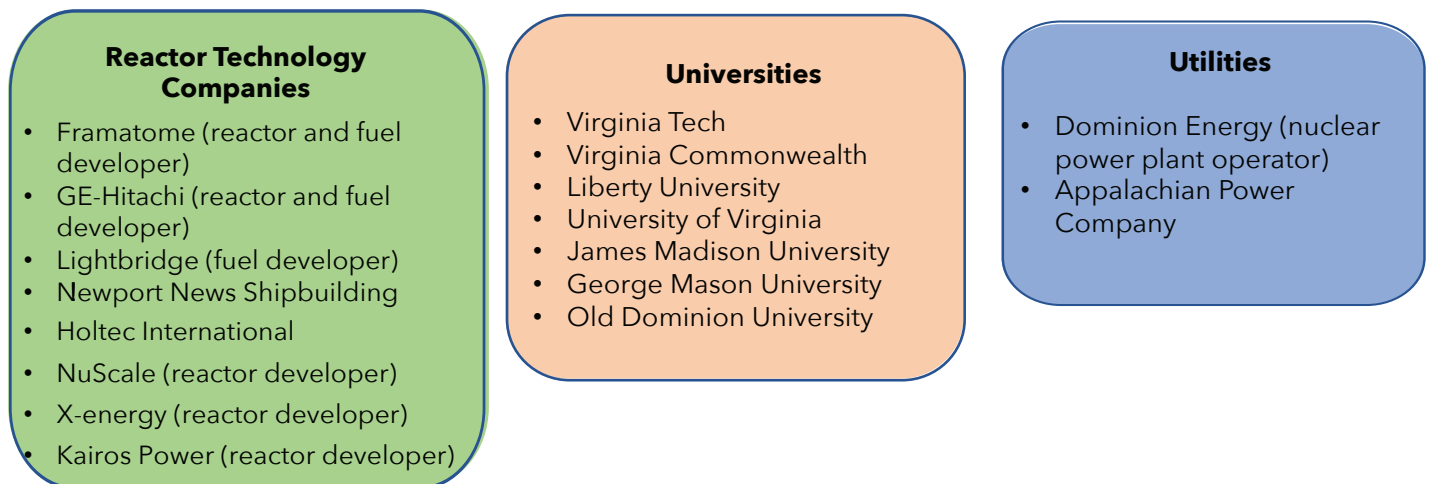 Reactor Technology
Companies
• Framatome (reactor and fuel
developer)
• GE-Hitachi (reactor and fuel
developer)
• Lightbridge (fuel developer)
• Newport News Shipbuilding
• Holtec International
• NuScale (reactor developer)
• X-energy (reactor developer)
• Kairos Power (reactor developer)
Universities
• Virginia Tech
• Virginia Commonwealth
• Liberty University
• University of Virginia
• James Madison University
• George Mason University
• Old Dominion University
Utilities
• Dominion Energy (nuclear
power plant operator)
• Appalachian Power
Company